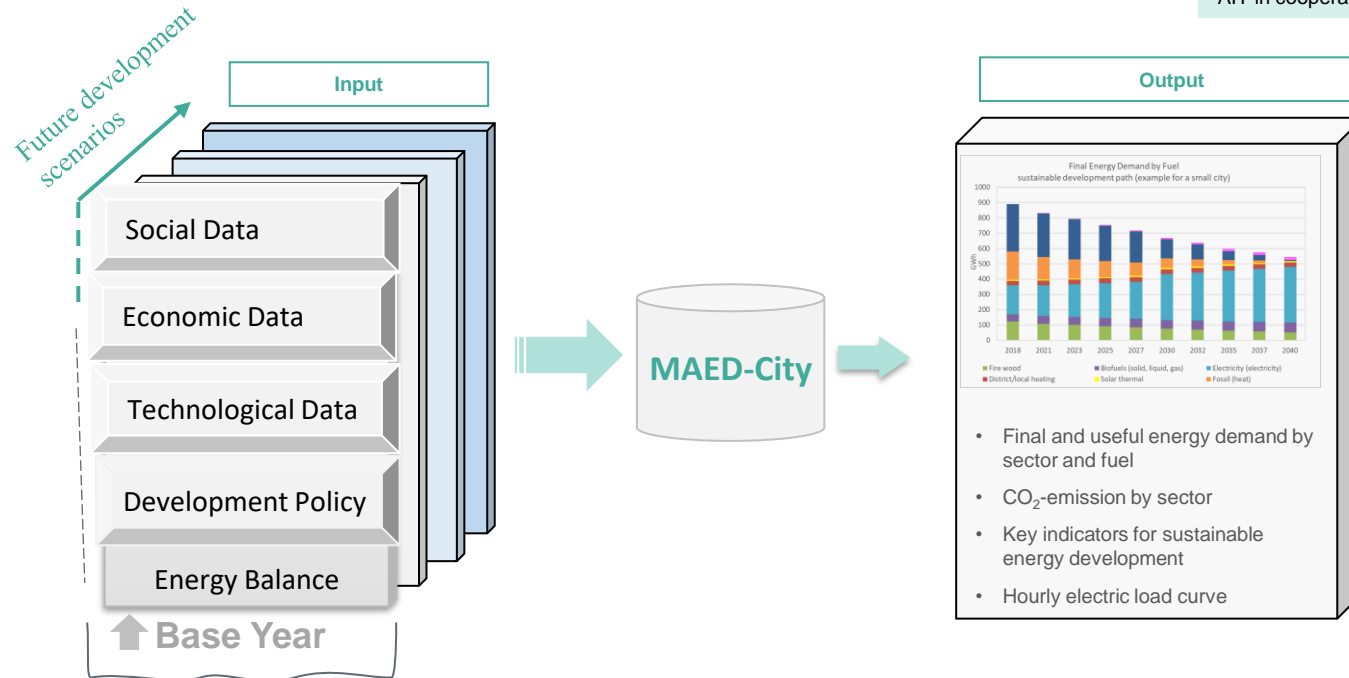 Future development
scenarios
Input
Social Data
Economic Data
Technological Data
Development Policy
Energy Balance
Base Year
MAED-City
Output
Final Energy Demand by Fuel
sustainable development path (example for a small city)
GWh
1000
900
800
700
600
500
400
300
200
100
0
2018 2021 2023 2025 2027 2030 2032 2035 2037 2040
Fire wood Biofuels (solid, liquid, gas) Electricity (electricity)
District/local heating Solar thermal Fossil (heat)
• Final and useful energy demand by
sector and fuel
• CO₂-emission by sector
• Key indicators for sustainable
energy development
• Hourly electric load curve